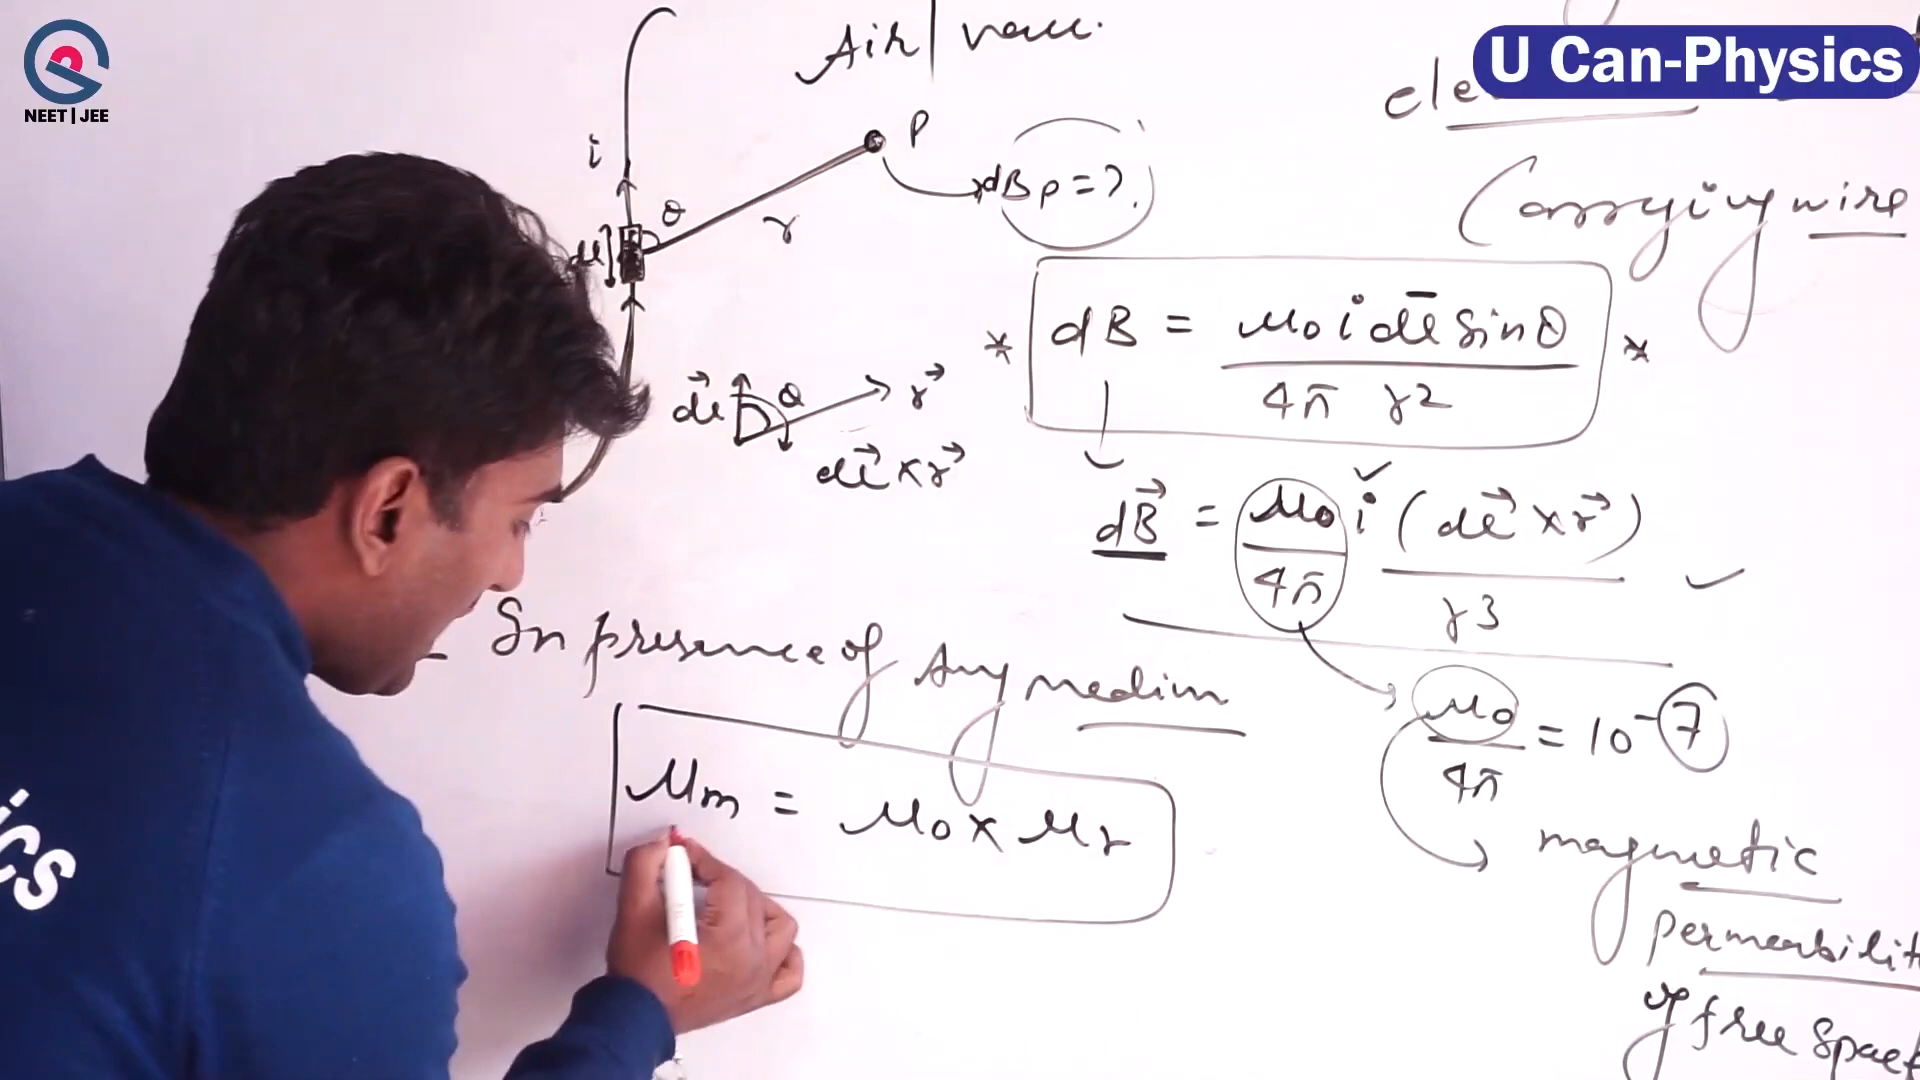 NEET|JEE
U Can-Physics
Air| vacu.
i
P
θ
r
dl
dBp = ?
Carrying wire
* dB = μ0 i dl sinθ / 4π r2 *
dl→ θ r→
dl→ × r→
dB→ = μ0 / 4π i (dl→ × r→) / r3 ✓
- In presence of Any medium
μm = μ0 × μr
μ0 / 4π = 10-7
magnetic
permeabilit
of free Space
ics